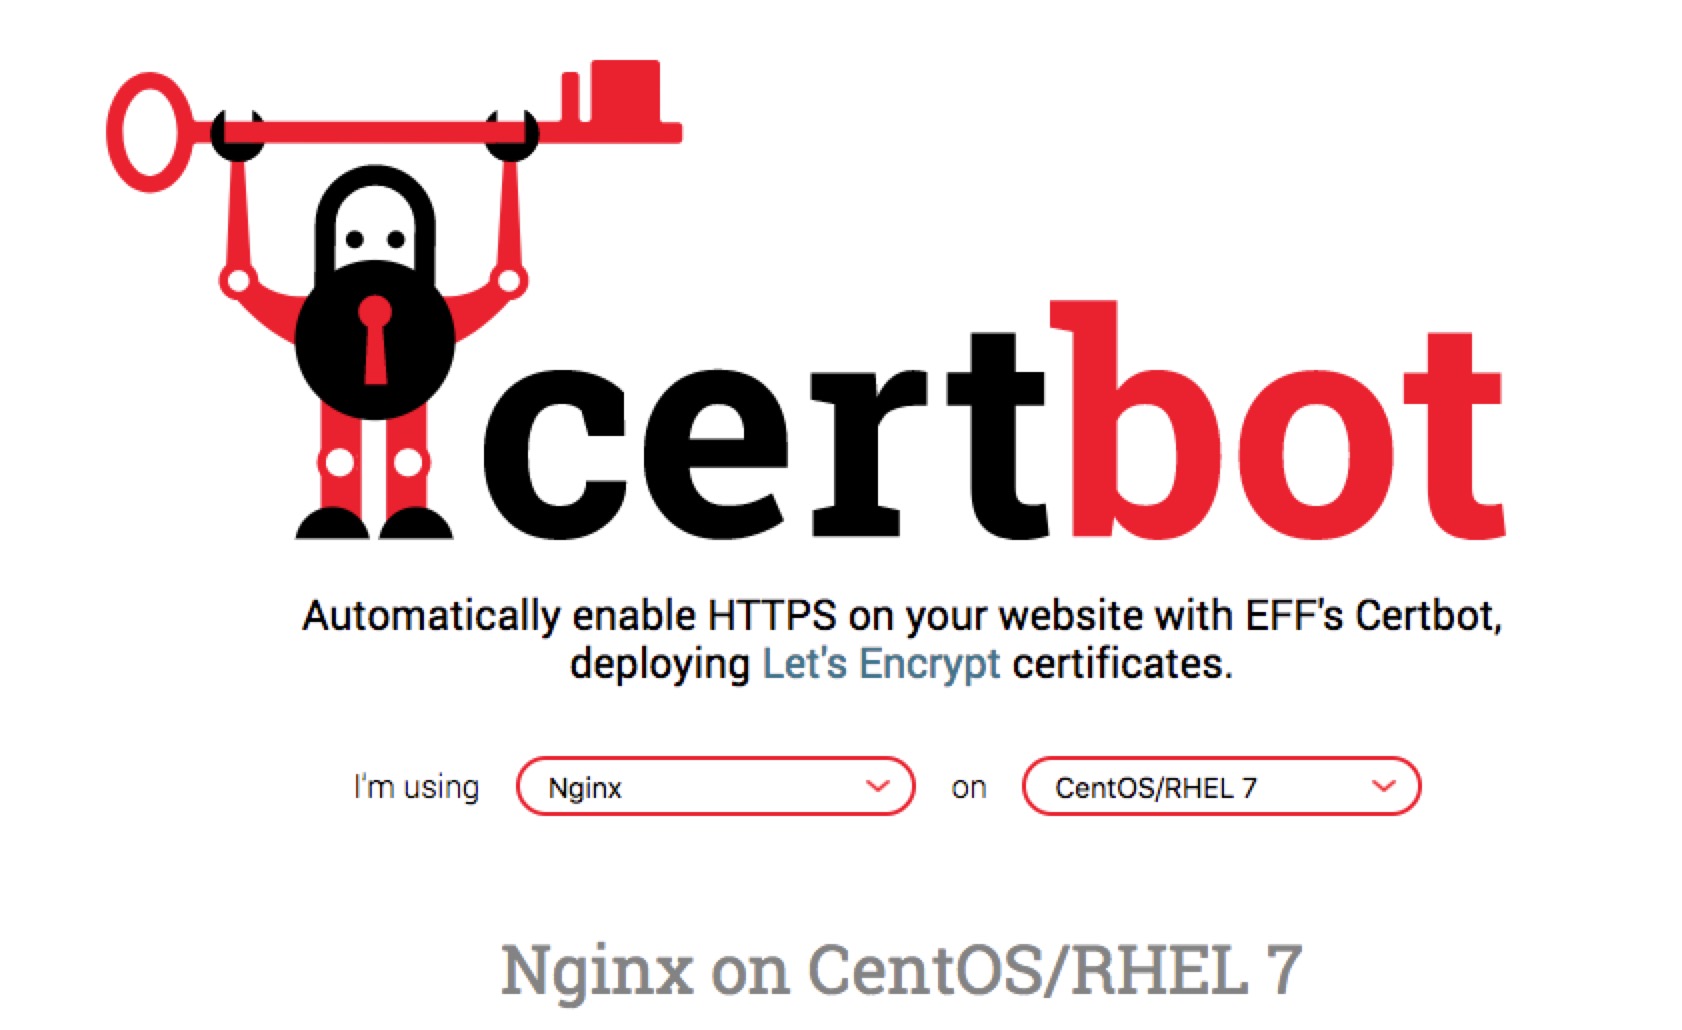 certbot
Automatically enable HTTPS on your website with EFF's Certbot,
deploying Let's Encrypt certificates.
I'm using Nginx on CentOS/RHEL 7
Nginx on CentOS/RHEL 7